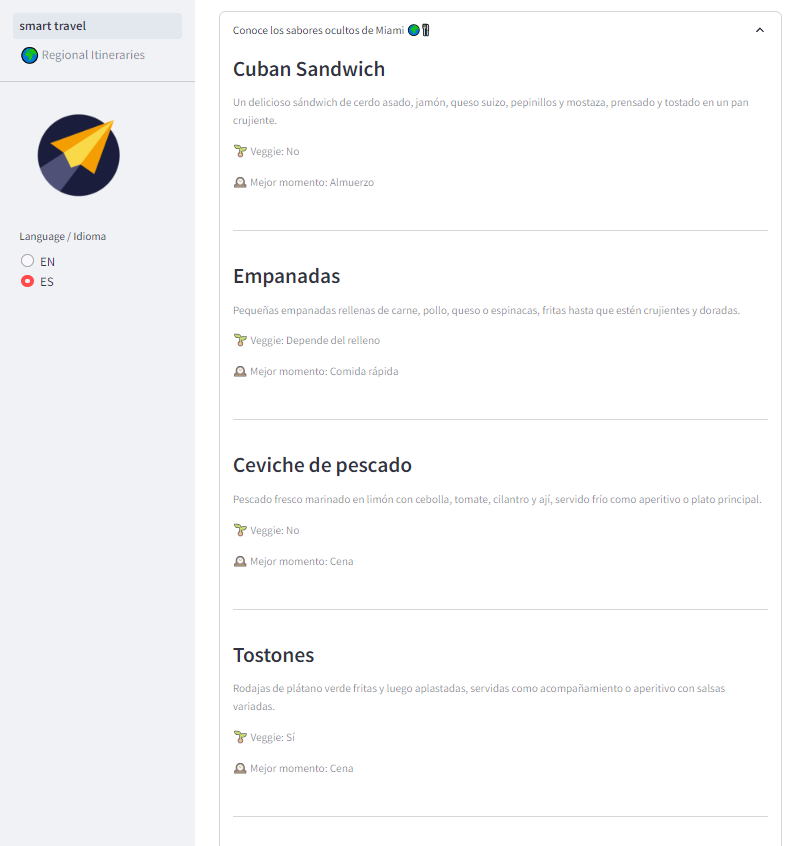 smart travel
Regional Itineraries
Language / Idioma
EN
ES
Conoce los sabores ocultos de Miami
Cuban Sandwich
Un delicioso sándwich de cerdo asado, jamón, queso suizo, pepinillos y mostaza, prensado y tostado en un pan
crujiente.
Veggie: No
Mejor momento: Almuerzo
Empanadas
Pequeñas empanadas rellenas de carne, pollo, queso o espinacas, fritas hasta que estén crujientes y doradas.
Veggie: Depende del relleno
Mejor momento: Comida rápida
Ceviche de pescado
Pescado fresco marinado en limón con cebolla, tomate, cilantro y ají, servido frío como aperitivo o plato principal.
Veggie: No
Mejor momento: Cena
Tostones
Rodajas de plátano verde fritas y luego aplastadas, servidas como acompañamiento o aperitivo con salsas
variadas.
Veggie: Sí
Mejor momento: Cena